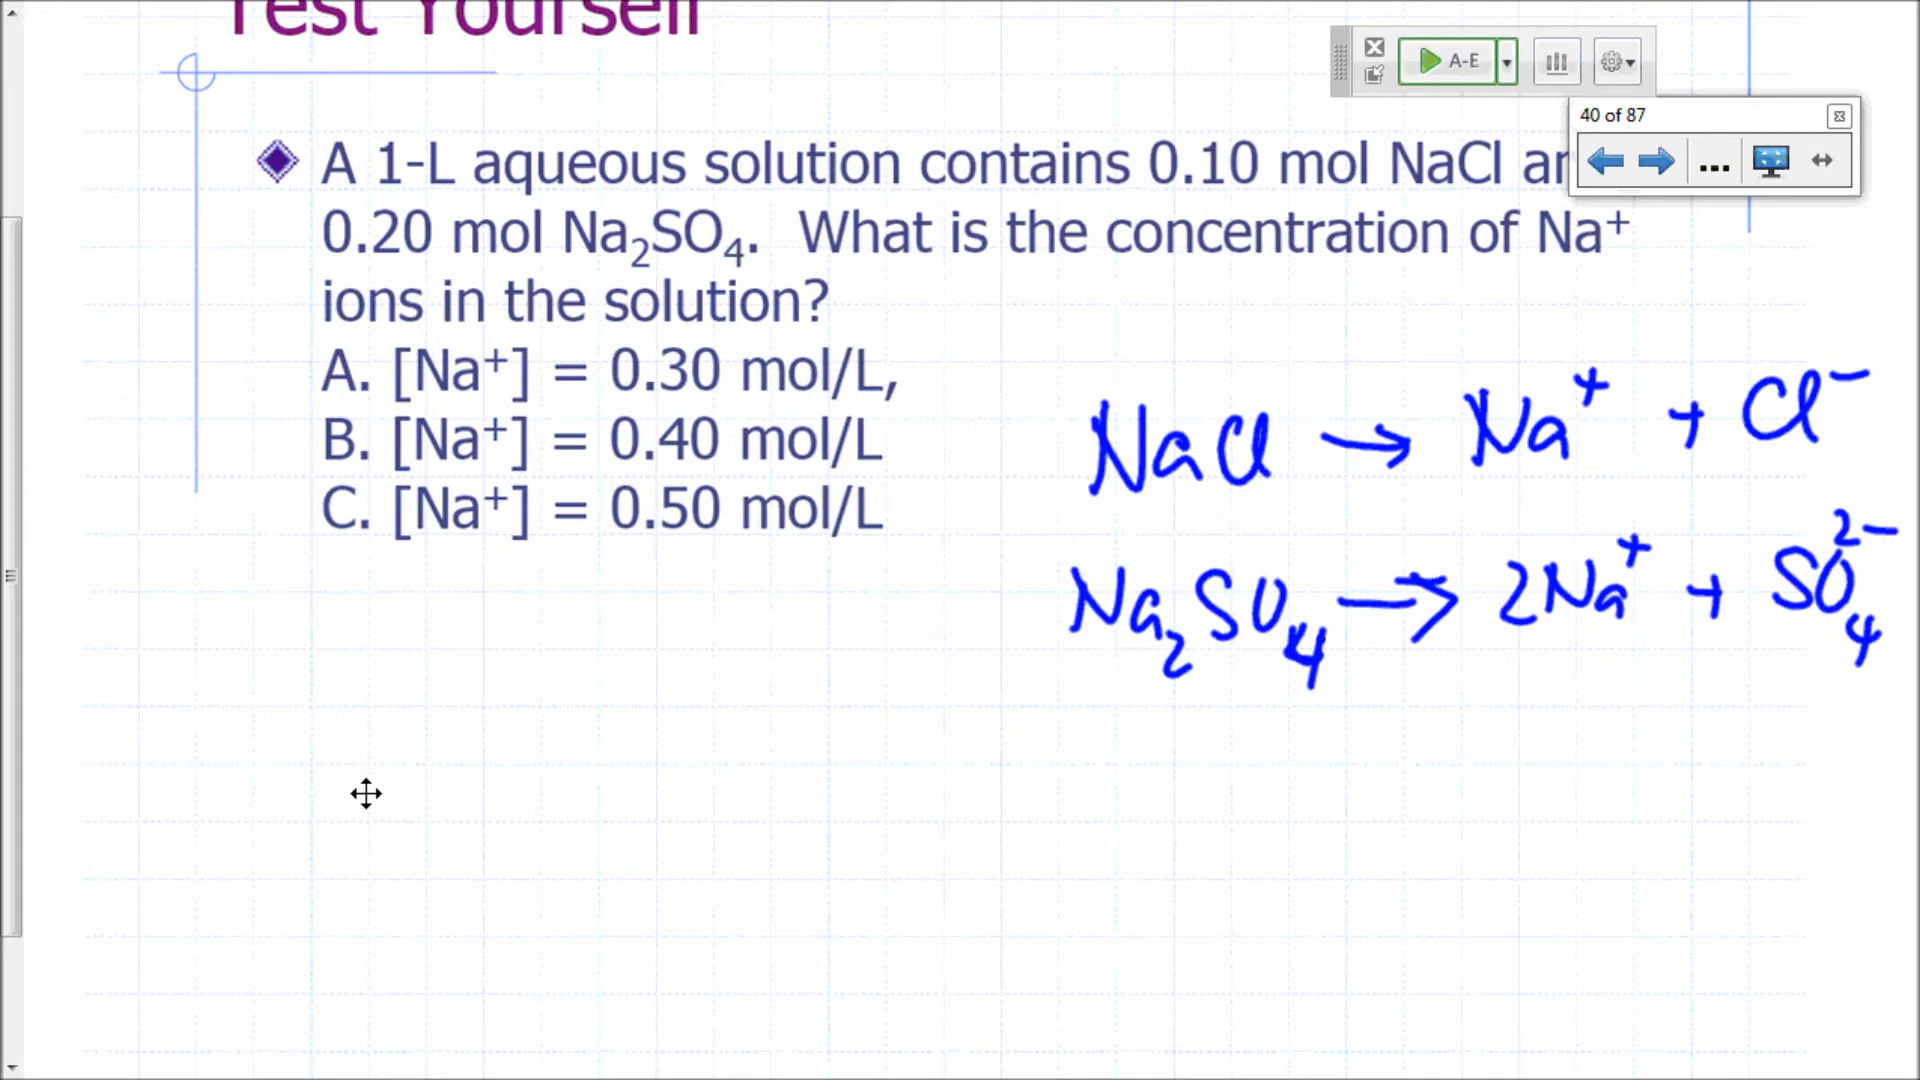 Test Yourself
A-E
40 of 87
A 1-L aqueous solution contains 0.10 mol NaCl
0.20 mol Na₂SO₄. What is the concentration of Na⁺
ions in the solution?
A. [Na⁺] = 0.30 mol/L,
B. [Na⁺] = 0.40 mol/L
C. [Na⁺] = 0.50 mol/L
NaCl → Na⁺ + Cl⁻
Na₂SO₄ → 2Na⁺ + SO₄²⁻